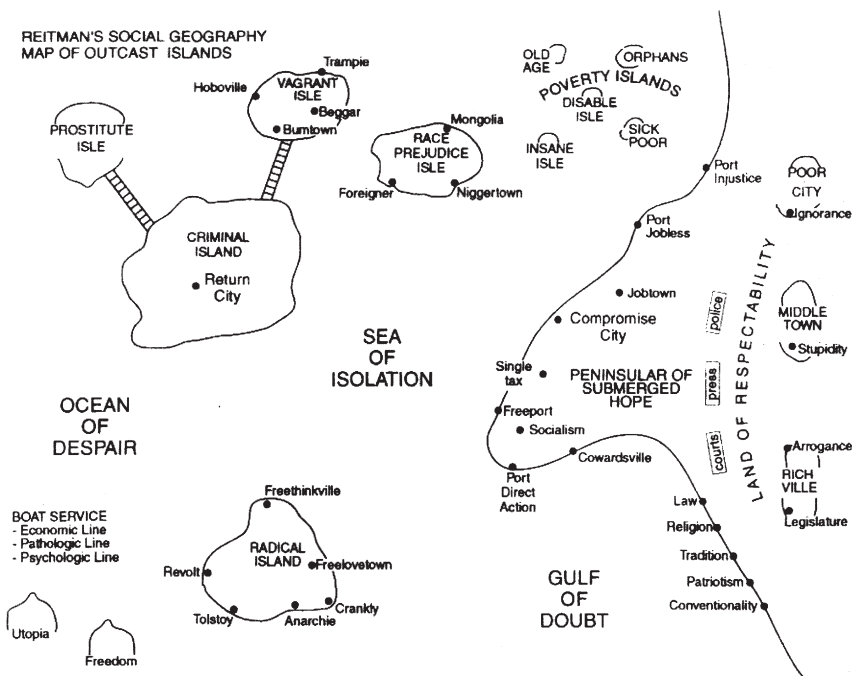 REITMAN'S SOCIAL GEOGRAPHY
MAP OF OUTCAST ISLANDS
Trampie
Hoboville
VAGRANT
ISLE
Beggar
Bumtown
PROSTITUTE
ISLE
CRIMINAL
ISLAND
Return
City
Mongolia
RACE
PREJUDICE
ISLE
Foreigner
Niggertown
OLD
AGE
ORPHANS
POVERTY ISLANDS
DISABLE
ISLE
INSANE
ISLE
SICK
POOR
Port
Injustice
Port
Jobless
POOR
CITY
Ignorance
Jobtown
Compromise
City
police
LAND OF RESPECTABILITY
MIDDLE
TOWN
Stupidity
SEA
OF
ISOLATION
Single
tax
PENINSULAR OF
SUBMERGED
HOPE
press
Freeport
Socialism
Cowardsville
courts
Port
Direct
Action
Arrogance
RICH
VILLE
Legislature
OCEAN
OF
DESPAIR
Law
Religion
Tradition
Patriotism
Conventionality
BOAT SERVICE
- Economic Line
- Pathologic Line
- Psychologic Line
Freethinkville
RADICAL
ISLAND
Freelovetown
Revolt
Tolstoy
Anarchie
Crankly
GULF
OF
DOUBT
Utopia
Freedom